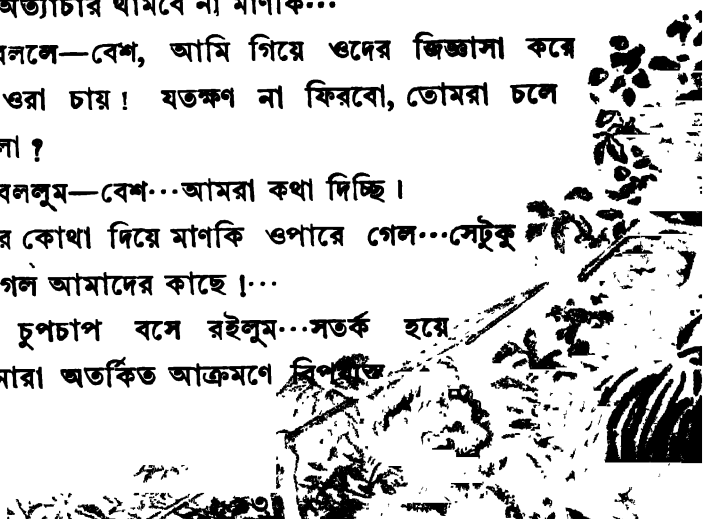 অত্যাচার থামবে না মাণকি…
বললে—বেশ, আমি গিয়ে ওদের জিজ্ঞাসা করে
ওরা চায়! যতক্ষণ না ফিরবো, তোমরা চলে
?
বললুম—বেশ…আমরা কথা দিচ্ছি।
র কোথা দিয়ে মাণকি ওপারে গেল…সেটুকু
গেল আমাদের কাছে!…
চুপচাপ বসে রইলুম…সতর্ক হয়ে
অতর্কিত আক্রমণে